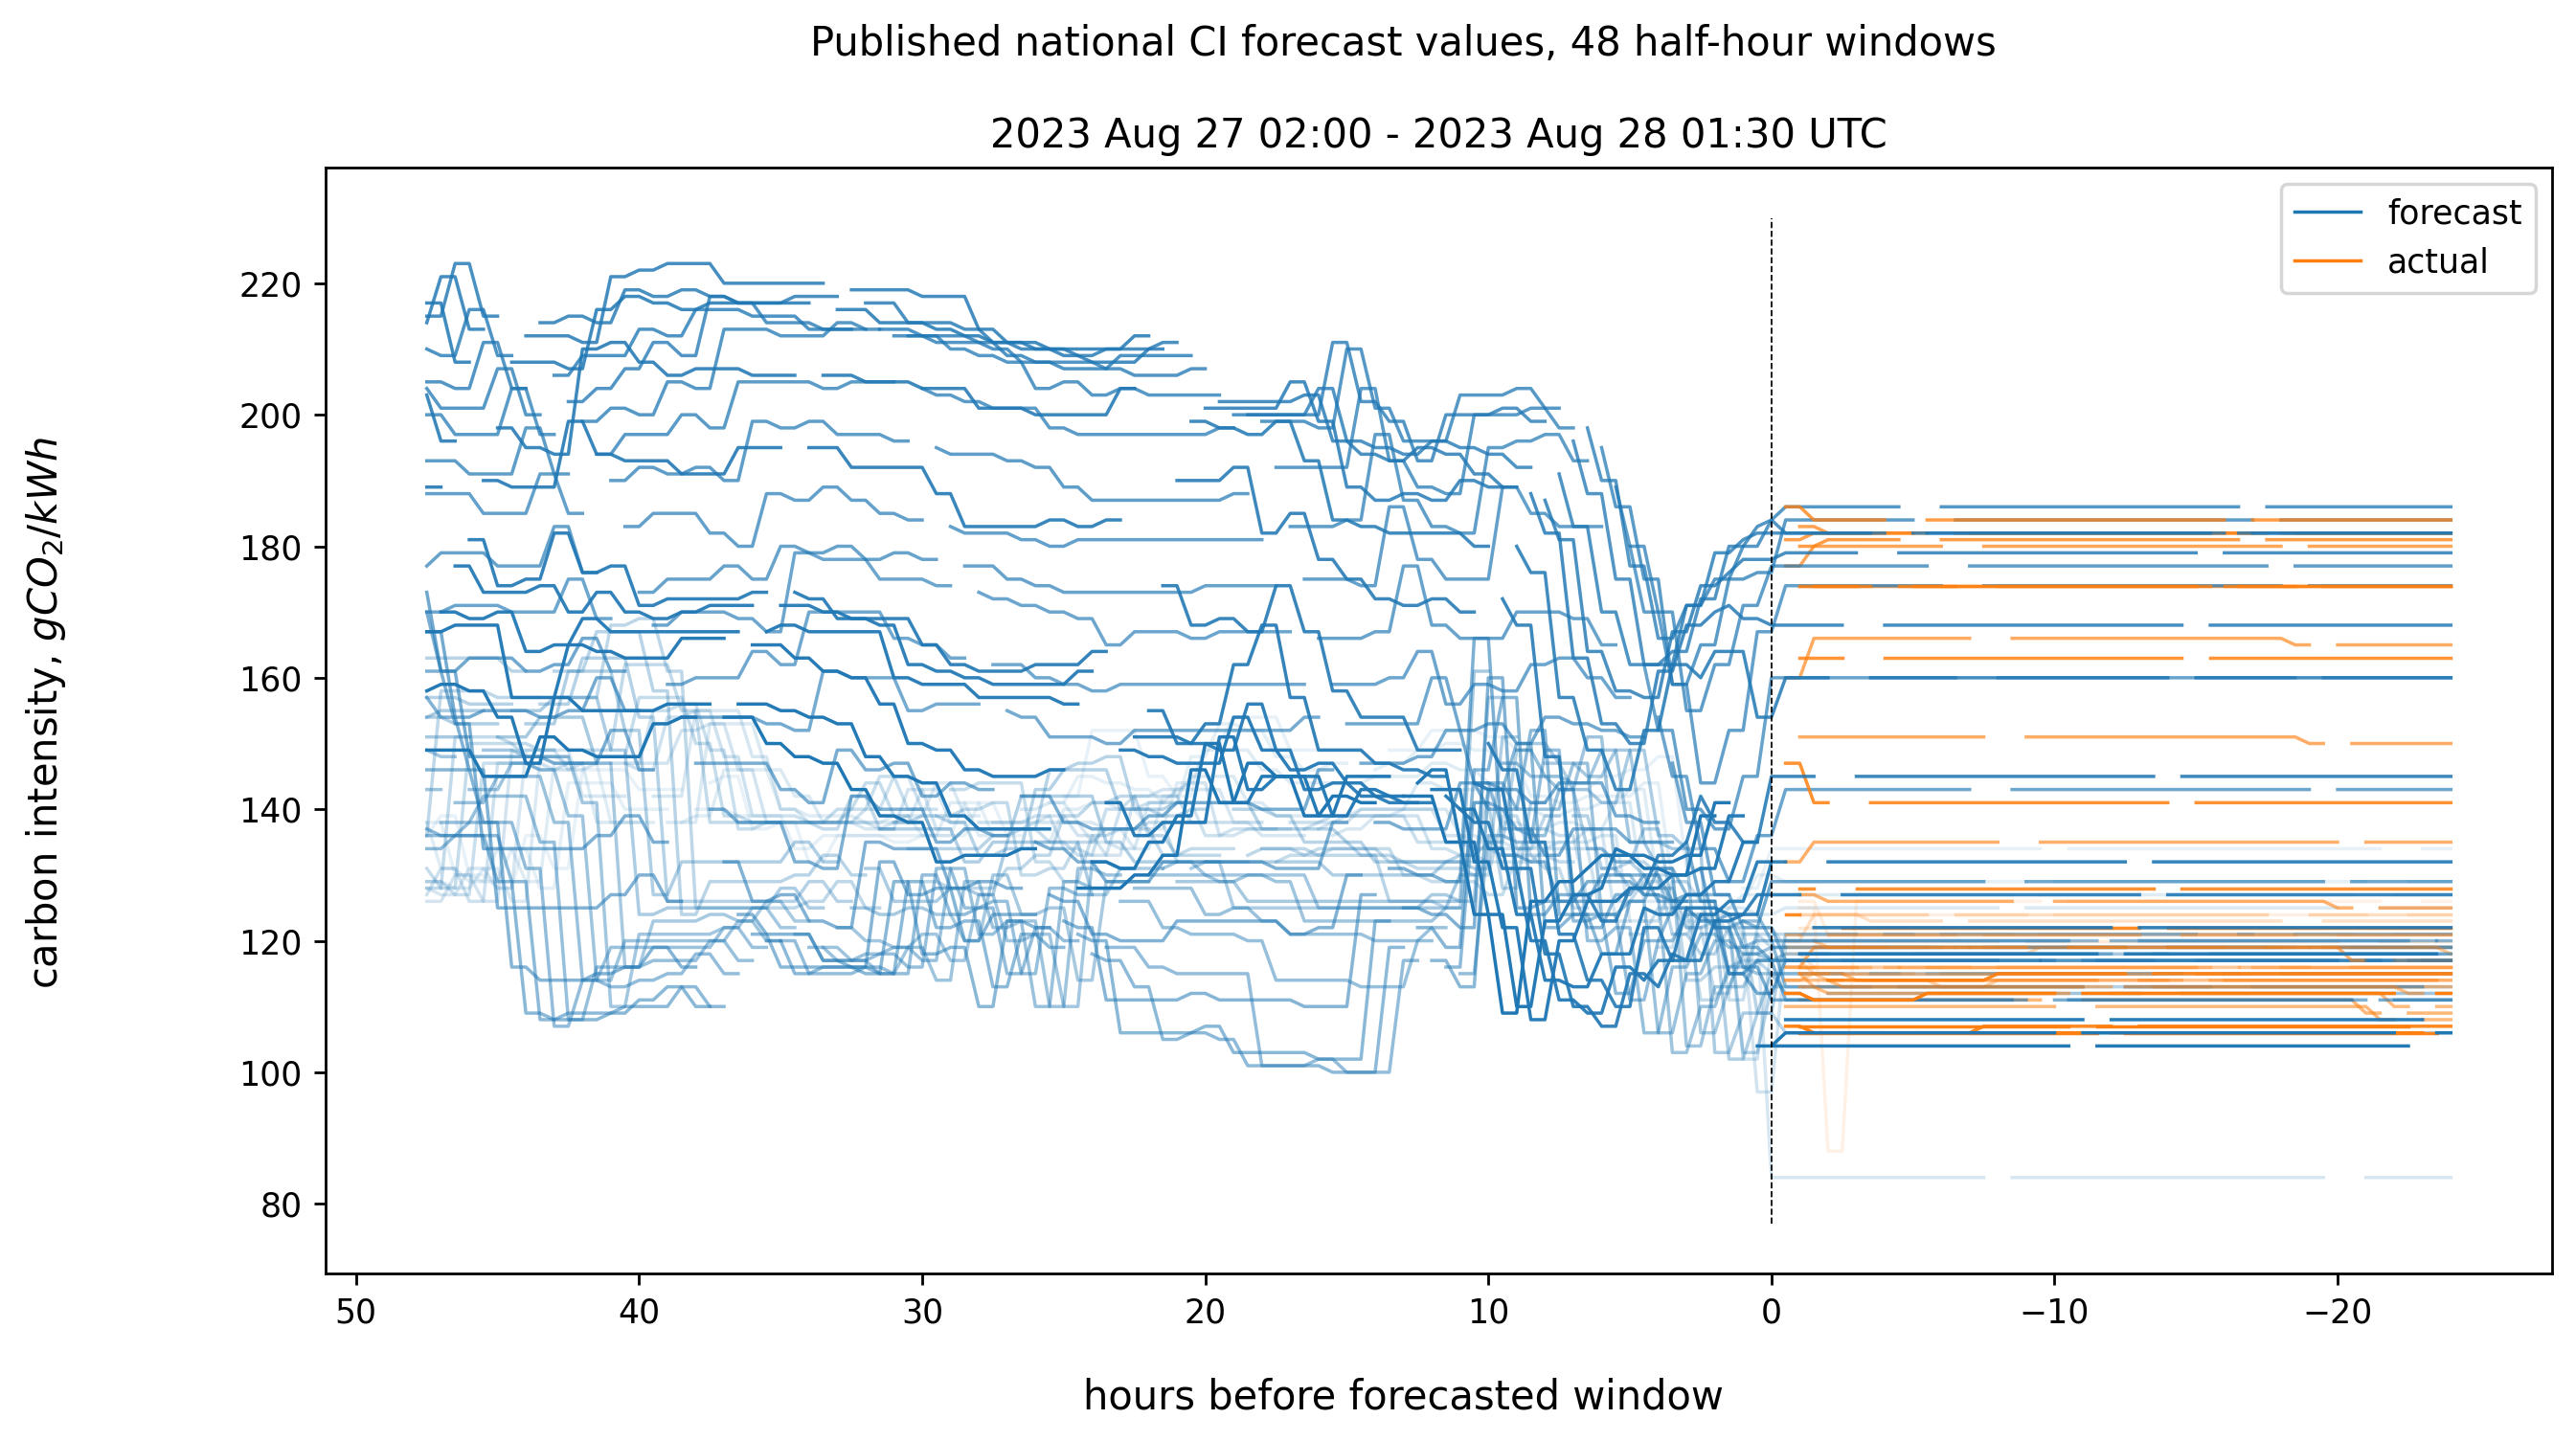 Published national CI forecast values, 48 half-hour windows
2023 Aug 27 02:00 - 2023 Aug 28 01:30 UTC
forecast
actual
carbon intensity, gCO₂/kWh
220
200
180
160
140
120
100
80
50 40 30 20 10 0 −10 −20
hours before forecasted window